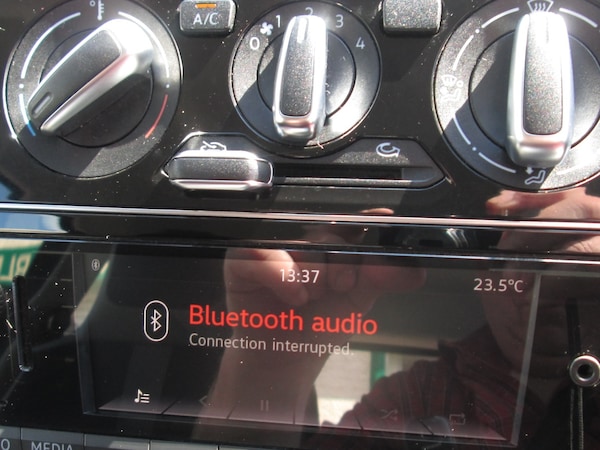 A/C
0 1 2 3 4
13:37
23.5°C
Bluetooth audio
Connection interrupted.
MEDIA